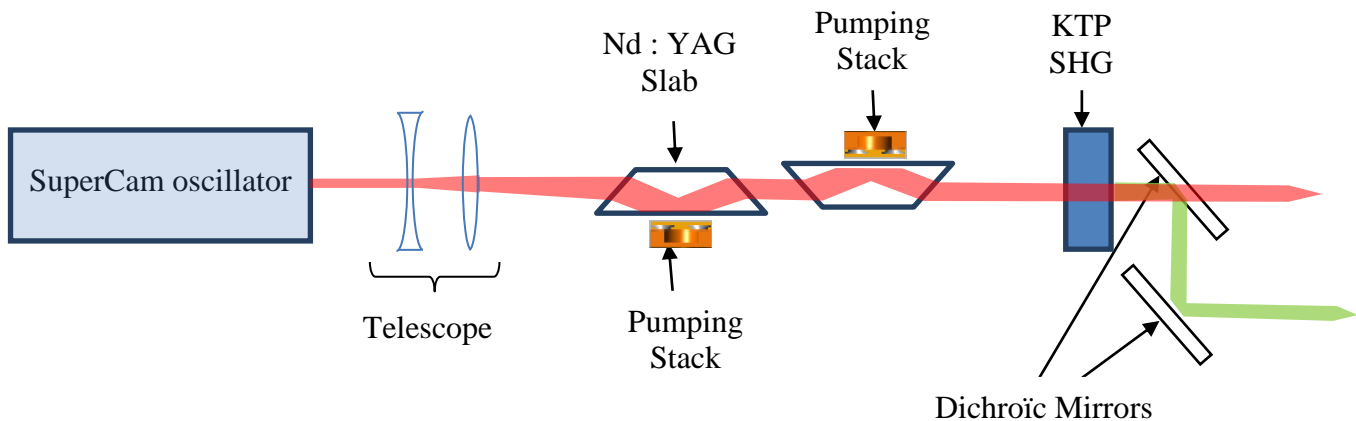 SuperCam oscillator
Telescope
Nd : YAG
Slab
Pumping
Stack
Pumping
Stack
KTP
SHG
Dichroïc Mirrors